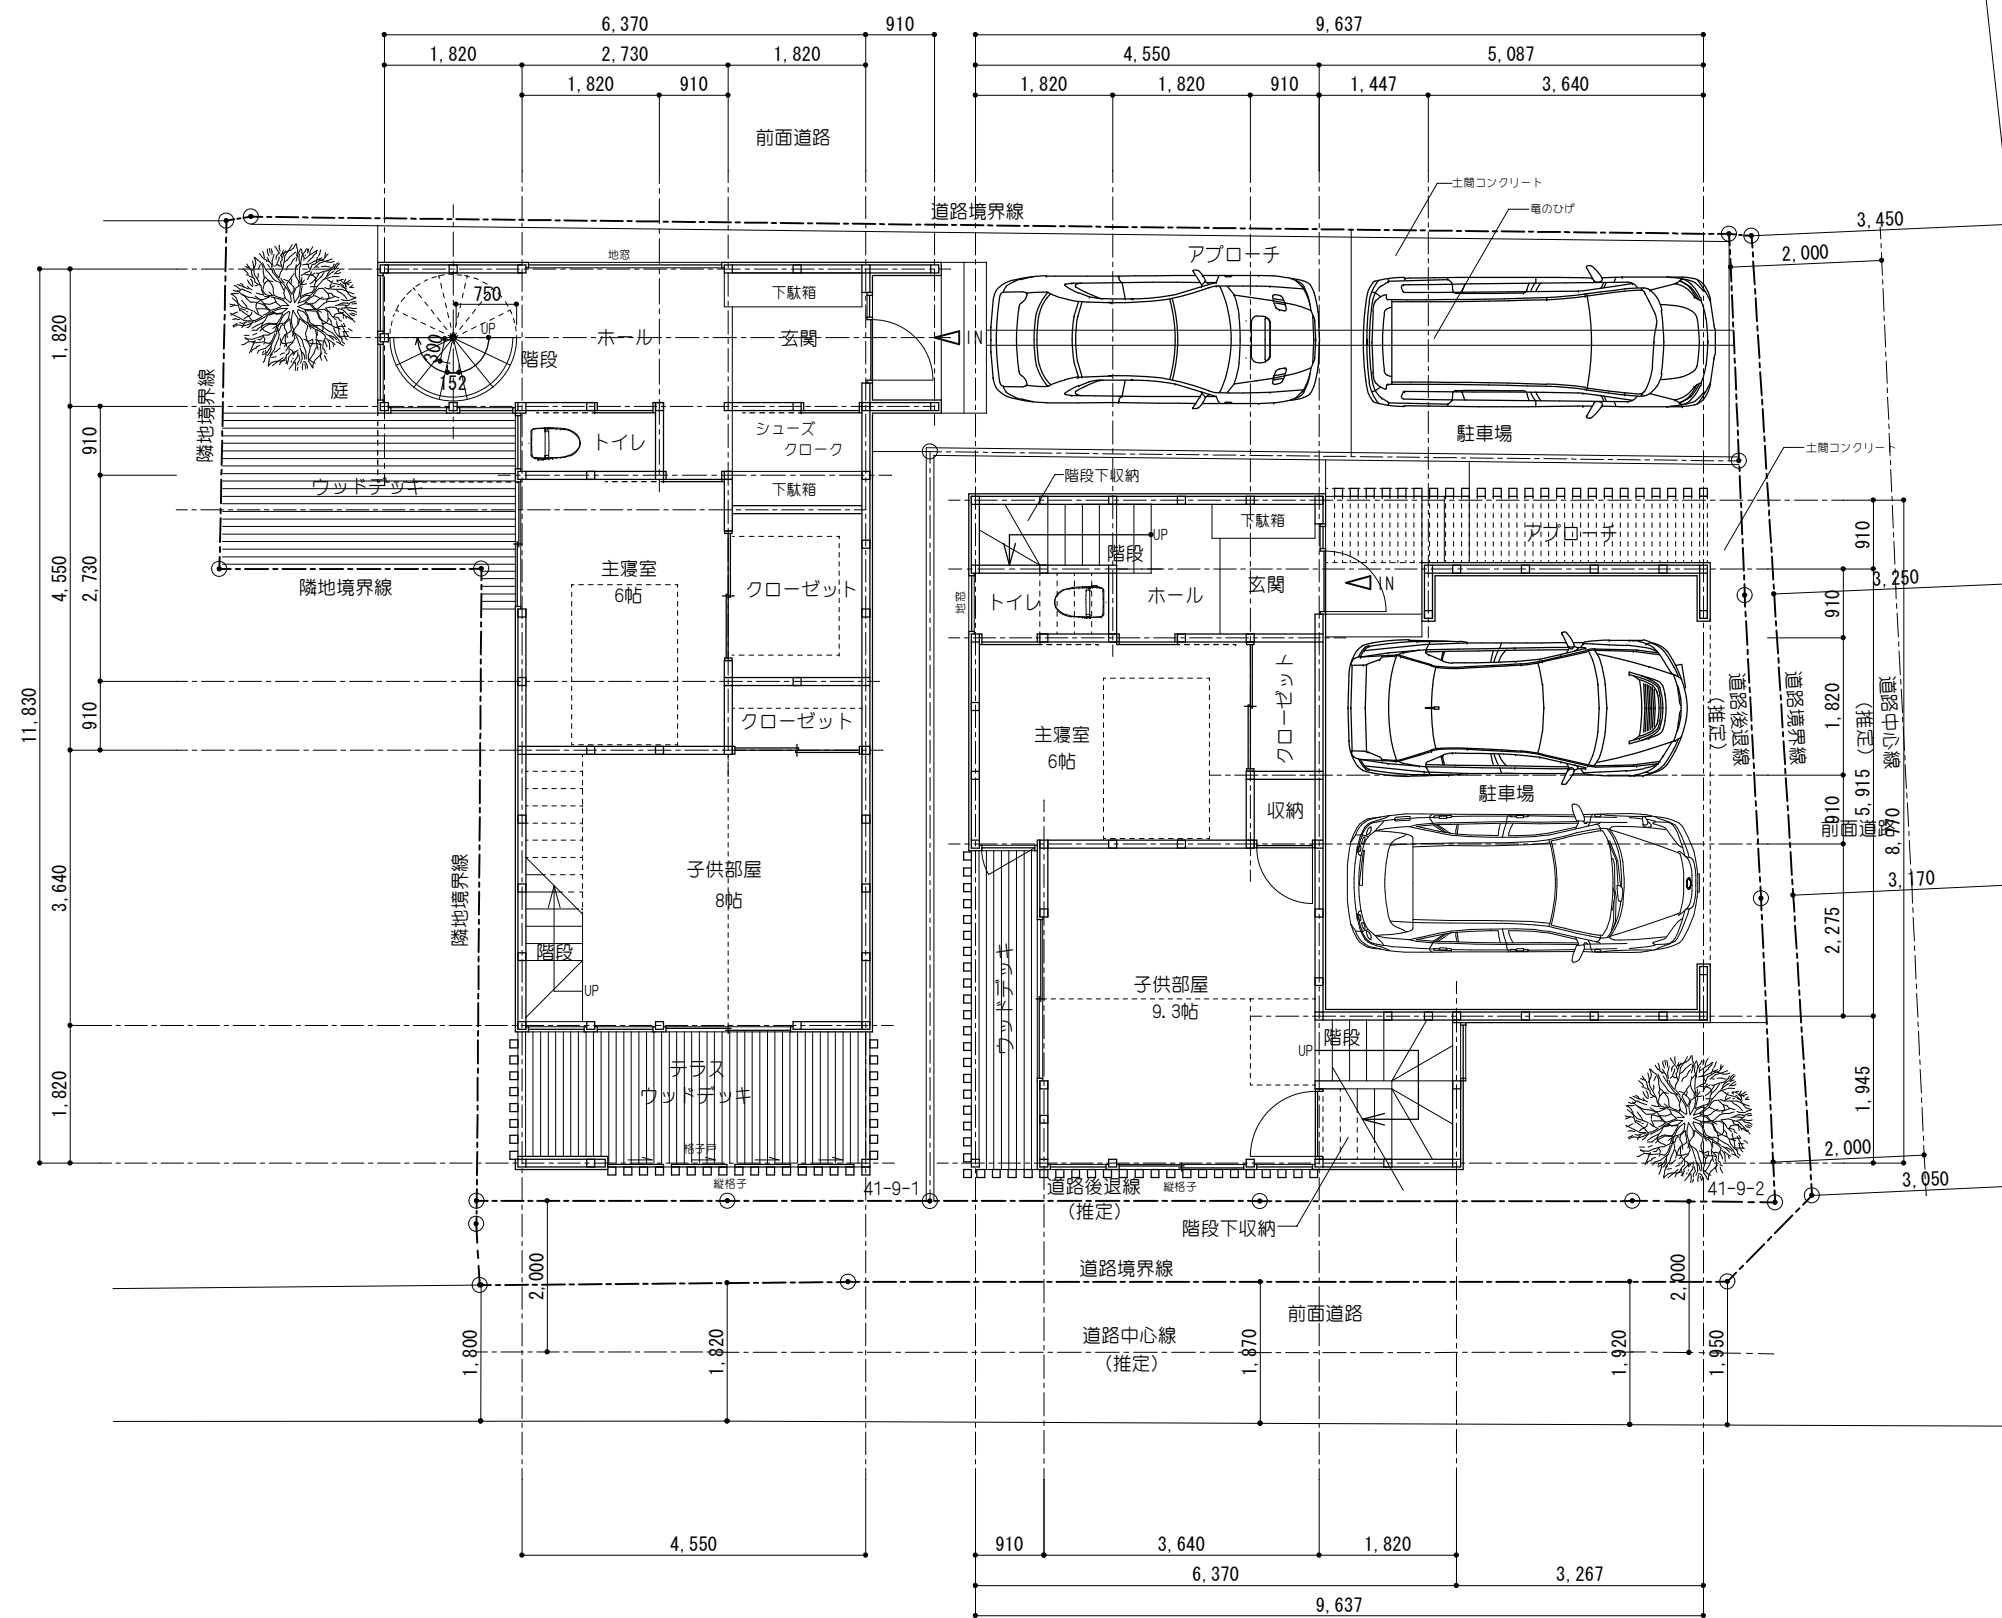 6,370
910
9,637
1,820
2,730
1,820
4,550
5,087
1,820
910
1,820
1,820
910
1,447
3,640
前面道路
土間コンクリート
竜のひげ
道路境界線
3,450
2,000
地窓
アプローチ
下駄箱
750
UP
ホール
玄関
IN
階段
300
152
庭
1,820
隣地境界線
駐車場
土間コンクリート
トイレ
シューズ
クローク
910
ウッドデッキ
下駄箱
階段下収納
下駄箱
UP
階段
アプローチ
910
主寝室
6帖
クローゼット
隣地境界線
4,550
2,730
地窓
トイレ
ホール
玄関
IN
3,250
910
11,830
910
クローゼット
主寝室
6帖
クローゼット
収納
駐車場
道路後退線
(推定)
道路境界線
道路中心線
(推定)
1,820
5,915
910
前面道路
8,770
3,170
2,275
子供部屋
8帖
3,640
隣地境界線
階段
UP
ウッドデッキ
子供部屋
9.3帖
階段
UP
テラス
ウッドデッキ
1,820
格子戸
縦格子
41-9-1
道路後退線
(推定)
縦格子
階段下収納
41-9-2
1,945
2,000
3,050
2,000
道路境界線
2,000
前面道路
道路中心線
(推定)
1,800
1,820
1,870
1,920
1,950
4,550
910
3,640
1,820
6,370
3,267
9,637